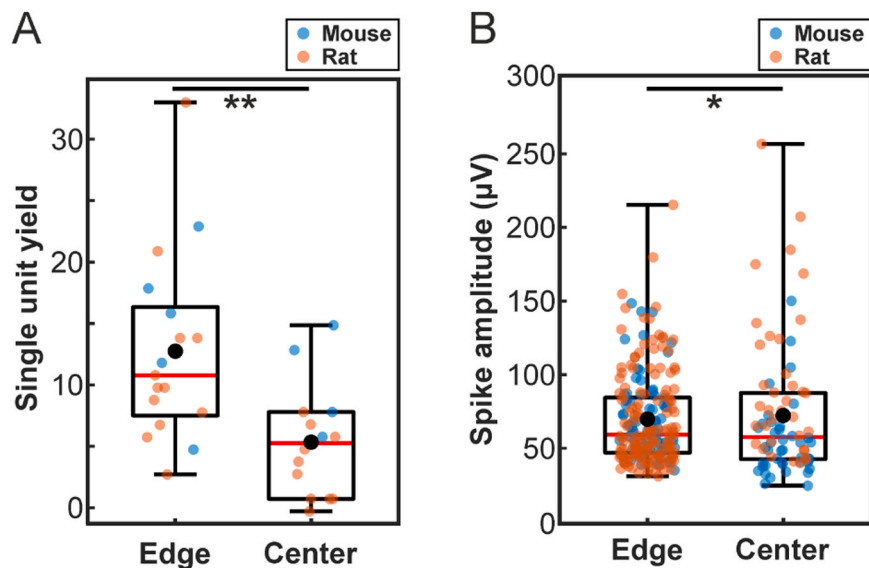 A
Mouse
Rat
**
Single unit yield
30
20
10
0
Edge Center
B
Mouse
Rat
*
Spike amplitude (µV)
300
250
200
150
100
50
0
Edge Center